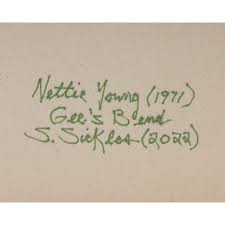 Nettie Young (1971)
Gee's Bend
S. Sickles (2022)